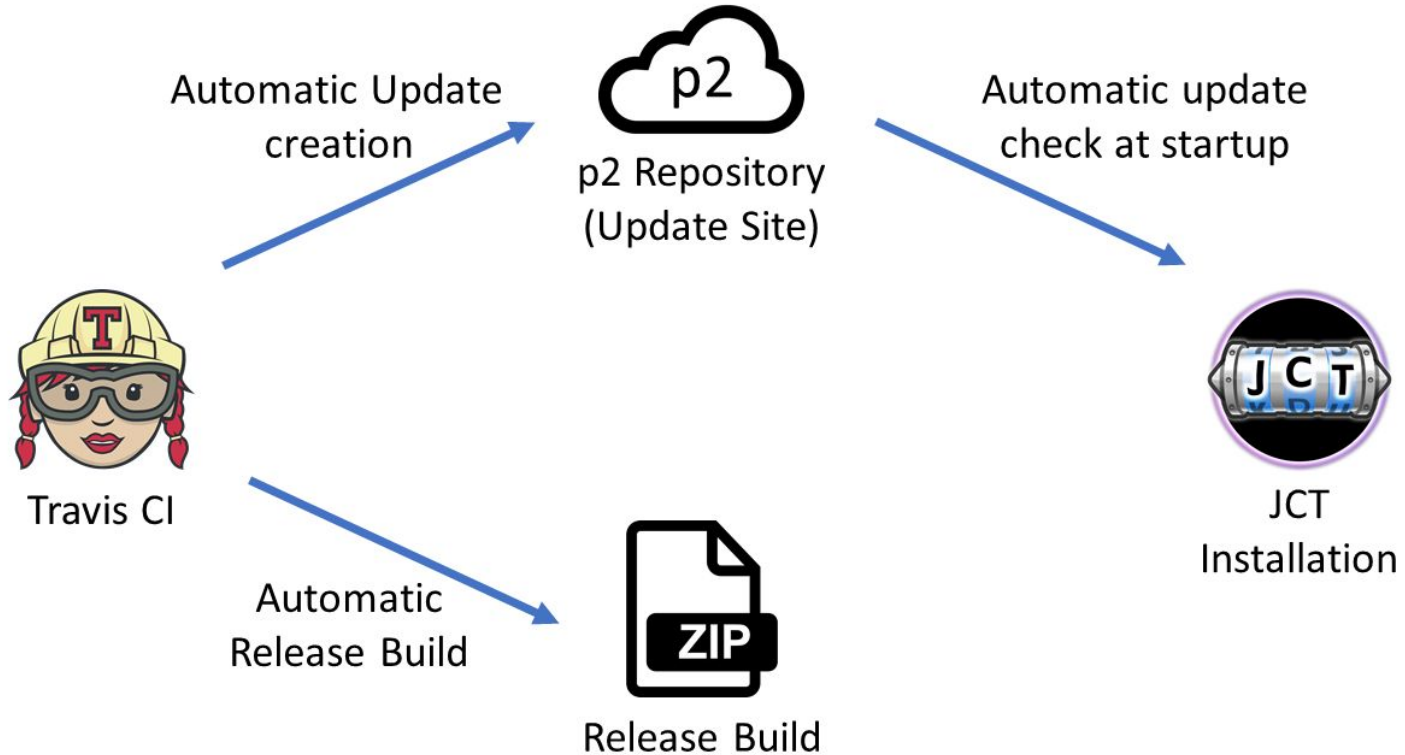 p2
Automatic Update
creation
Automatic update
check at startup
p2 Repository
(Update Site)
T
J C T
Travis CI
JCT
Installation
Automatic
Release Build
ZIP
Release Build